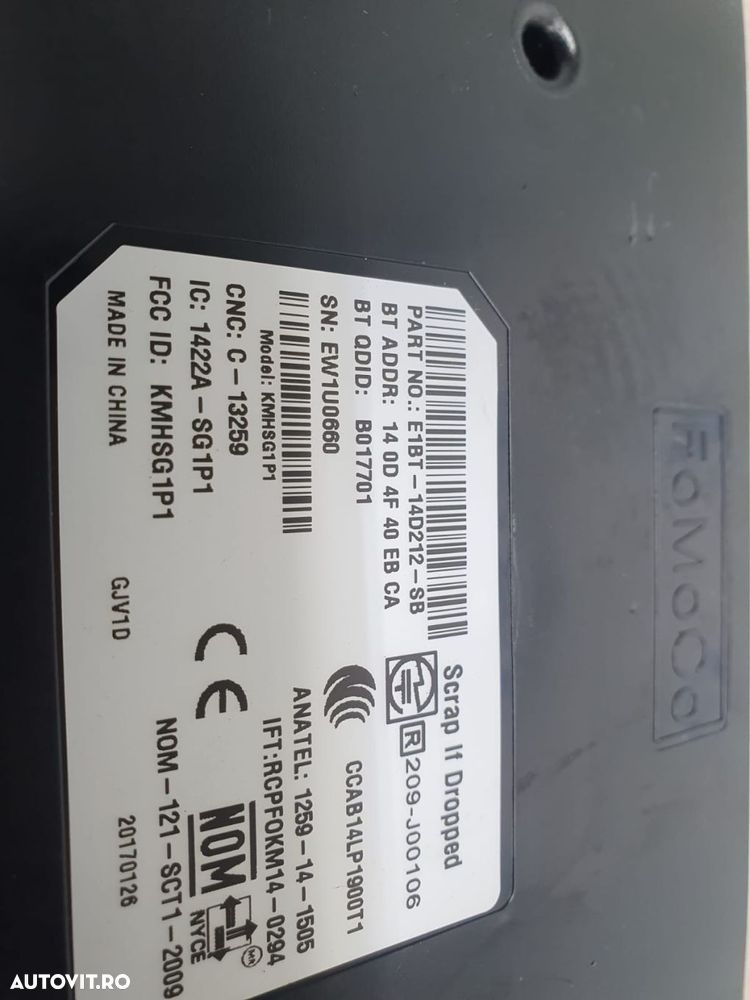 FoMoCo
PART NO.: E1BT-14D212-SB
BT ADDR: 14 0D 4F 40 EB CA
BT QDID: B017701
SN: EW1U0660
Model: KMHSG1P1
CNC: C-13259
IC: 1422A-SG1P1
FCC ID: KMHSG1P1
MADE IN CHINA
GJV1D
Scrap If Dropped
R 209-J00106
CCAB14LP1900T1
ANATEL: 1259-14-1505
IFT:RCPFOKM14-0294
CE
NOM
NYCE
MR
NOM-121-SCT1-2009
20170126
AUTOVIT.RO